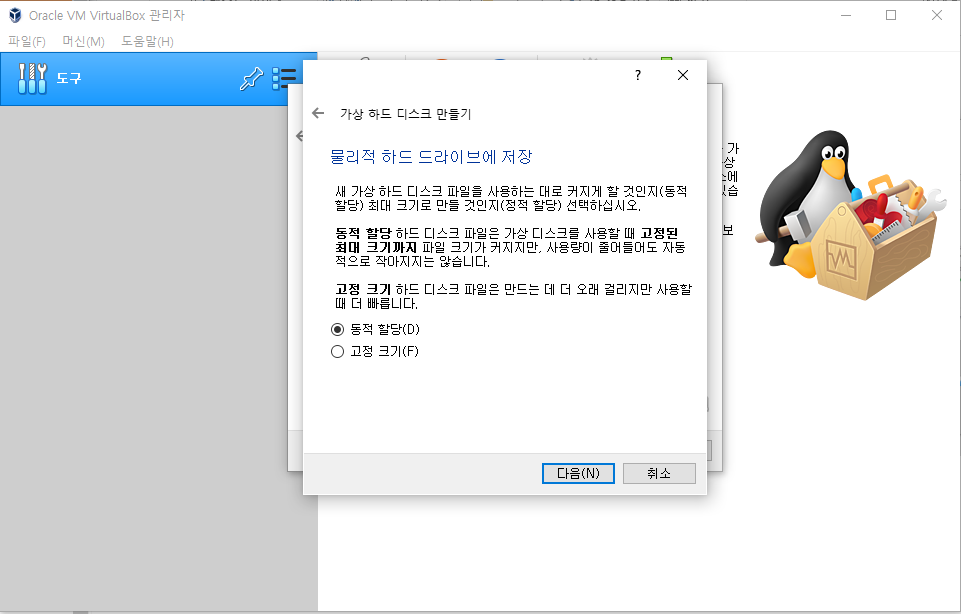 Oracle VM VirtualBox 관리자
파일(F) 머신(M) 도움말(H)
도구
?
가상 하드 디스크 만들기
물리적 하드 드라이브에 저장
새 가상 하드 디스크 파일을 사용하는 대로 커지게 할 것인지(동적
할당) 최대 크기로 만들 것인지(정적 할당) 선택하십시오.
동적 할당 하드 디스크 파일은 가상 디스크를 사용할 때 고정된
최대 크기까지 파일 크기가 커지지만, 사용량이 줄어들어도 자동
적으로 작아지지는 않습니다.
고정 크기 하드 디스크 파일은 만드는 데 더 오래 걸리지만 사용할
때 더 빠릅니다.
동적 할당(D)
고정 크기(F)
다음(N) 취소
가
상
보